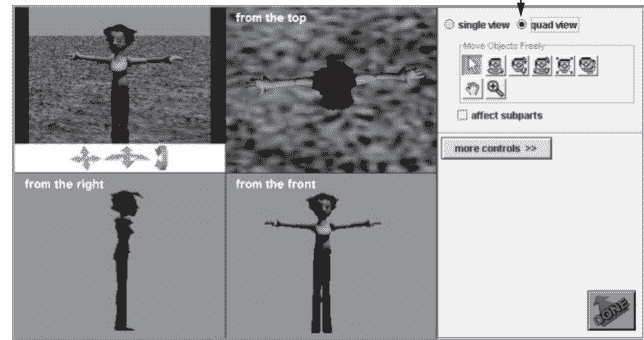 from the top
single view quad view
Move Objects Freely
affect subparts
more controls >>
from the right
from the front
DONE